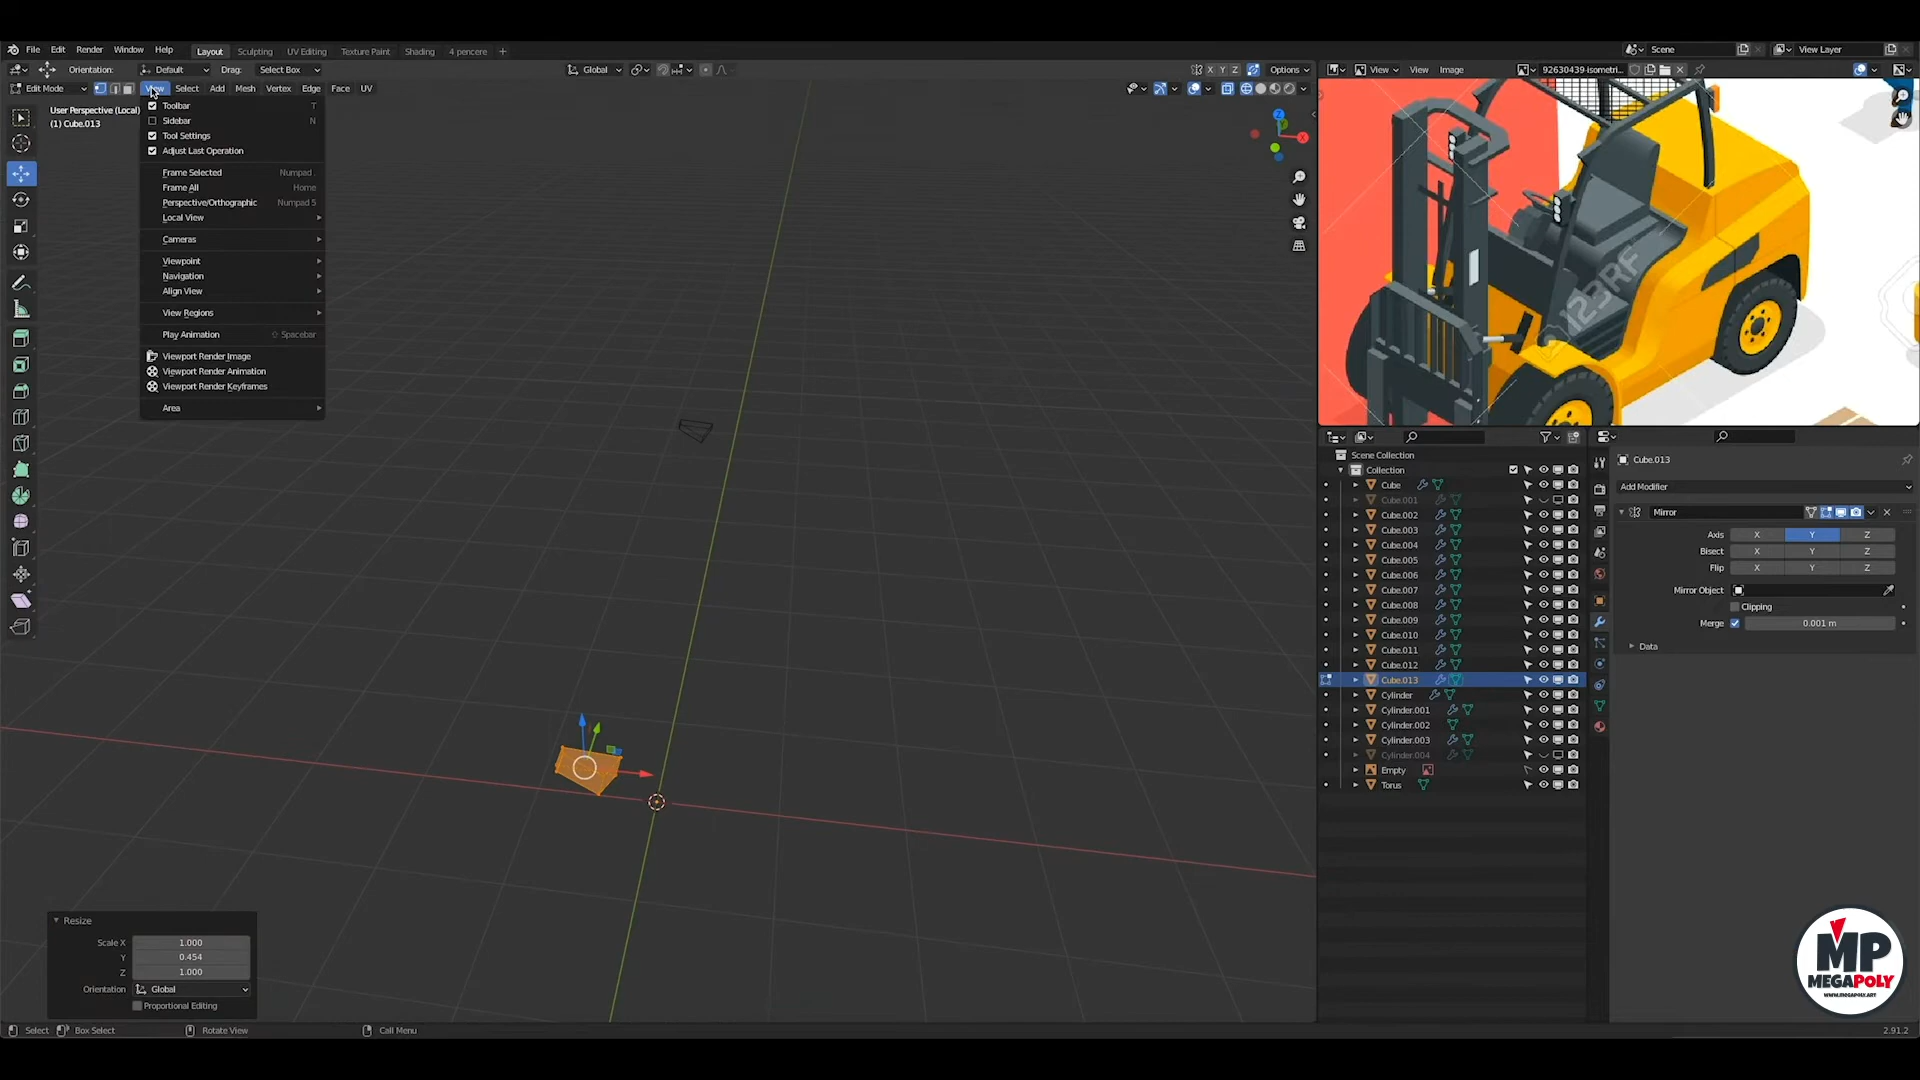 File Edit Render Window Help Layout Sculpting UV Editing Texture Paint Shading 4 pencere + Scene View Layer
Orientation: Default Drag: Select Box Global X Y Z Options View View Image 92630439-isometri...
Edit Mode View Select Add Mesh Vertex Edge Face UV
User Perspective (Local)
(1) Cube.013
Toolbar T
Sidebar N
Tool Settings
Adjust Last Operation
Frame Selected Numpad .
Frame All Home
Perspective/Orthographic Numpad 5
Local View
Cameras
Viewpoint
Navigation
Align View
View Regions
Play Animation Spacebar
Viewport Render Image
Viewport Render Animation
Viewport Render Keyframes
Area
Z
X
123RF
Scene Collection
Collection
Cube
Cube.001
Cube.002
Cube.003
Cube.004
Cube.005
Cube.006
Cube.007
Cube.008
Cube.009
Cube.010
Cube.011
Cube.012
Cube.013
Cylinder
Cylinder.001
Cylinder.002
Cylinder.003
Cylinder.004
Empty
Torus
Cube.013
Add Modifier
Mirror
Axis X Y Z
Bisect X Y Z
Flip X Y Z
Mirror Object
Clipping
Merge 0.001 m
Data
Resize
Scale X 1.000
Y 0.454
Z 1.000
Orientation Global
Proportional Editing
Select Box Select Rotate View Call Menu 2.91.2
MP
MEGAPOLY
WWW.MEGAPOLY.ART